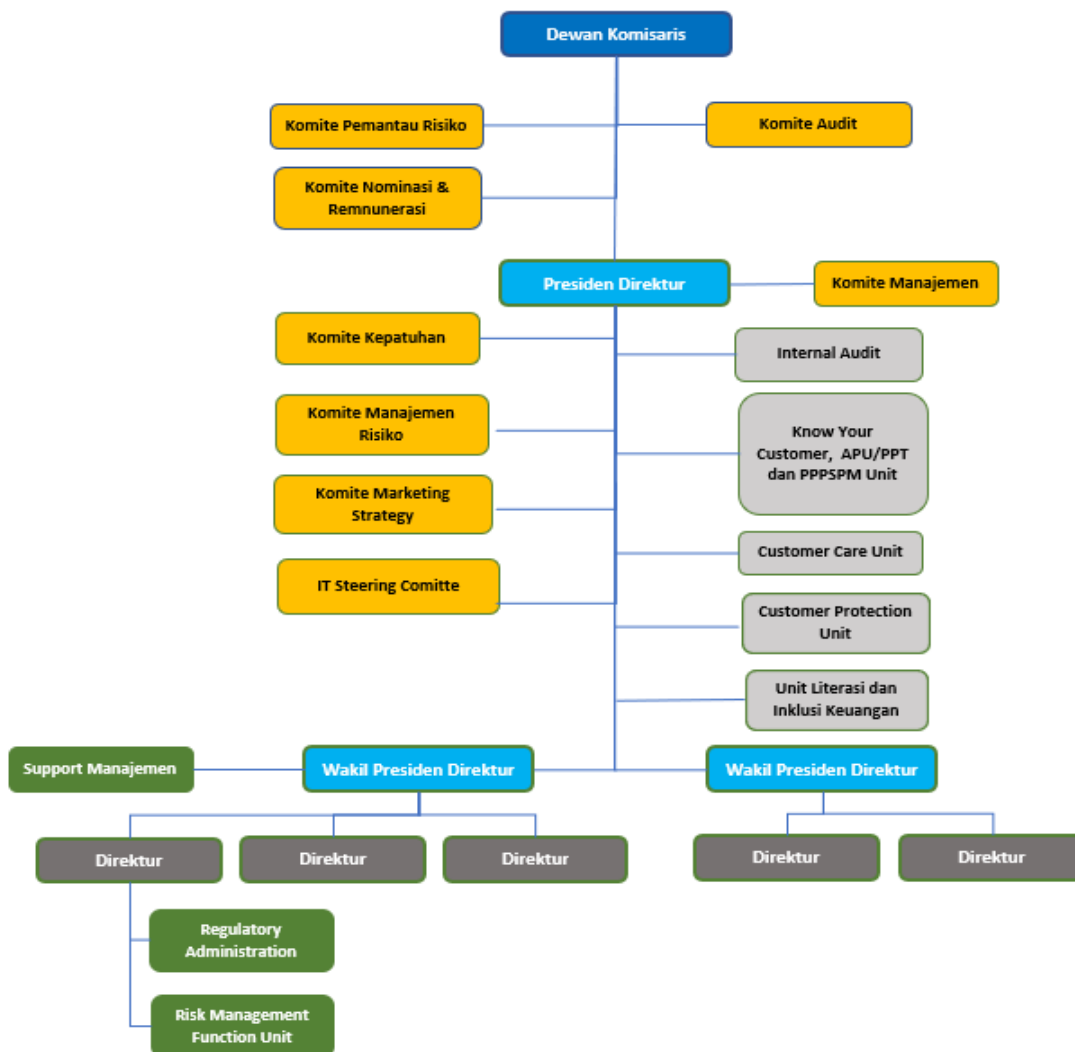 Dewan Komisaris
Komite Pemantau Risiko
Komite Audit
Komite Nominasi &
Remnunerasi
Presiden Direktur
Komite Manajemen
Komite Kepatuhan
Internal Audit
Komite Manajemen
Risiko
Know Your
Customer, APU/PPT
dan PPPSPM Unit
Komite Marketing
Strategy
Customer Care Unit
IT Steering Comitte
Customer Protection
Unit
Unit Literasi dan
Inklusi Keuangan
Support Manajemen
Wakil Presiden Direktur
Wakil Presiden Direktur
Direktur
Direktur
Direktur
Direktur
Direktur
Regulatory
Administration
Risk Management
Function Unit